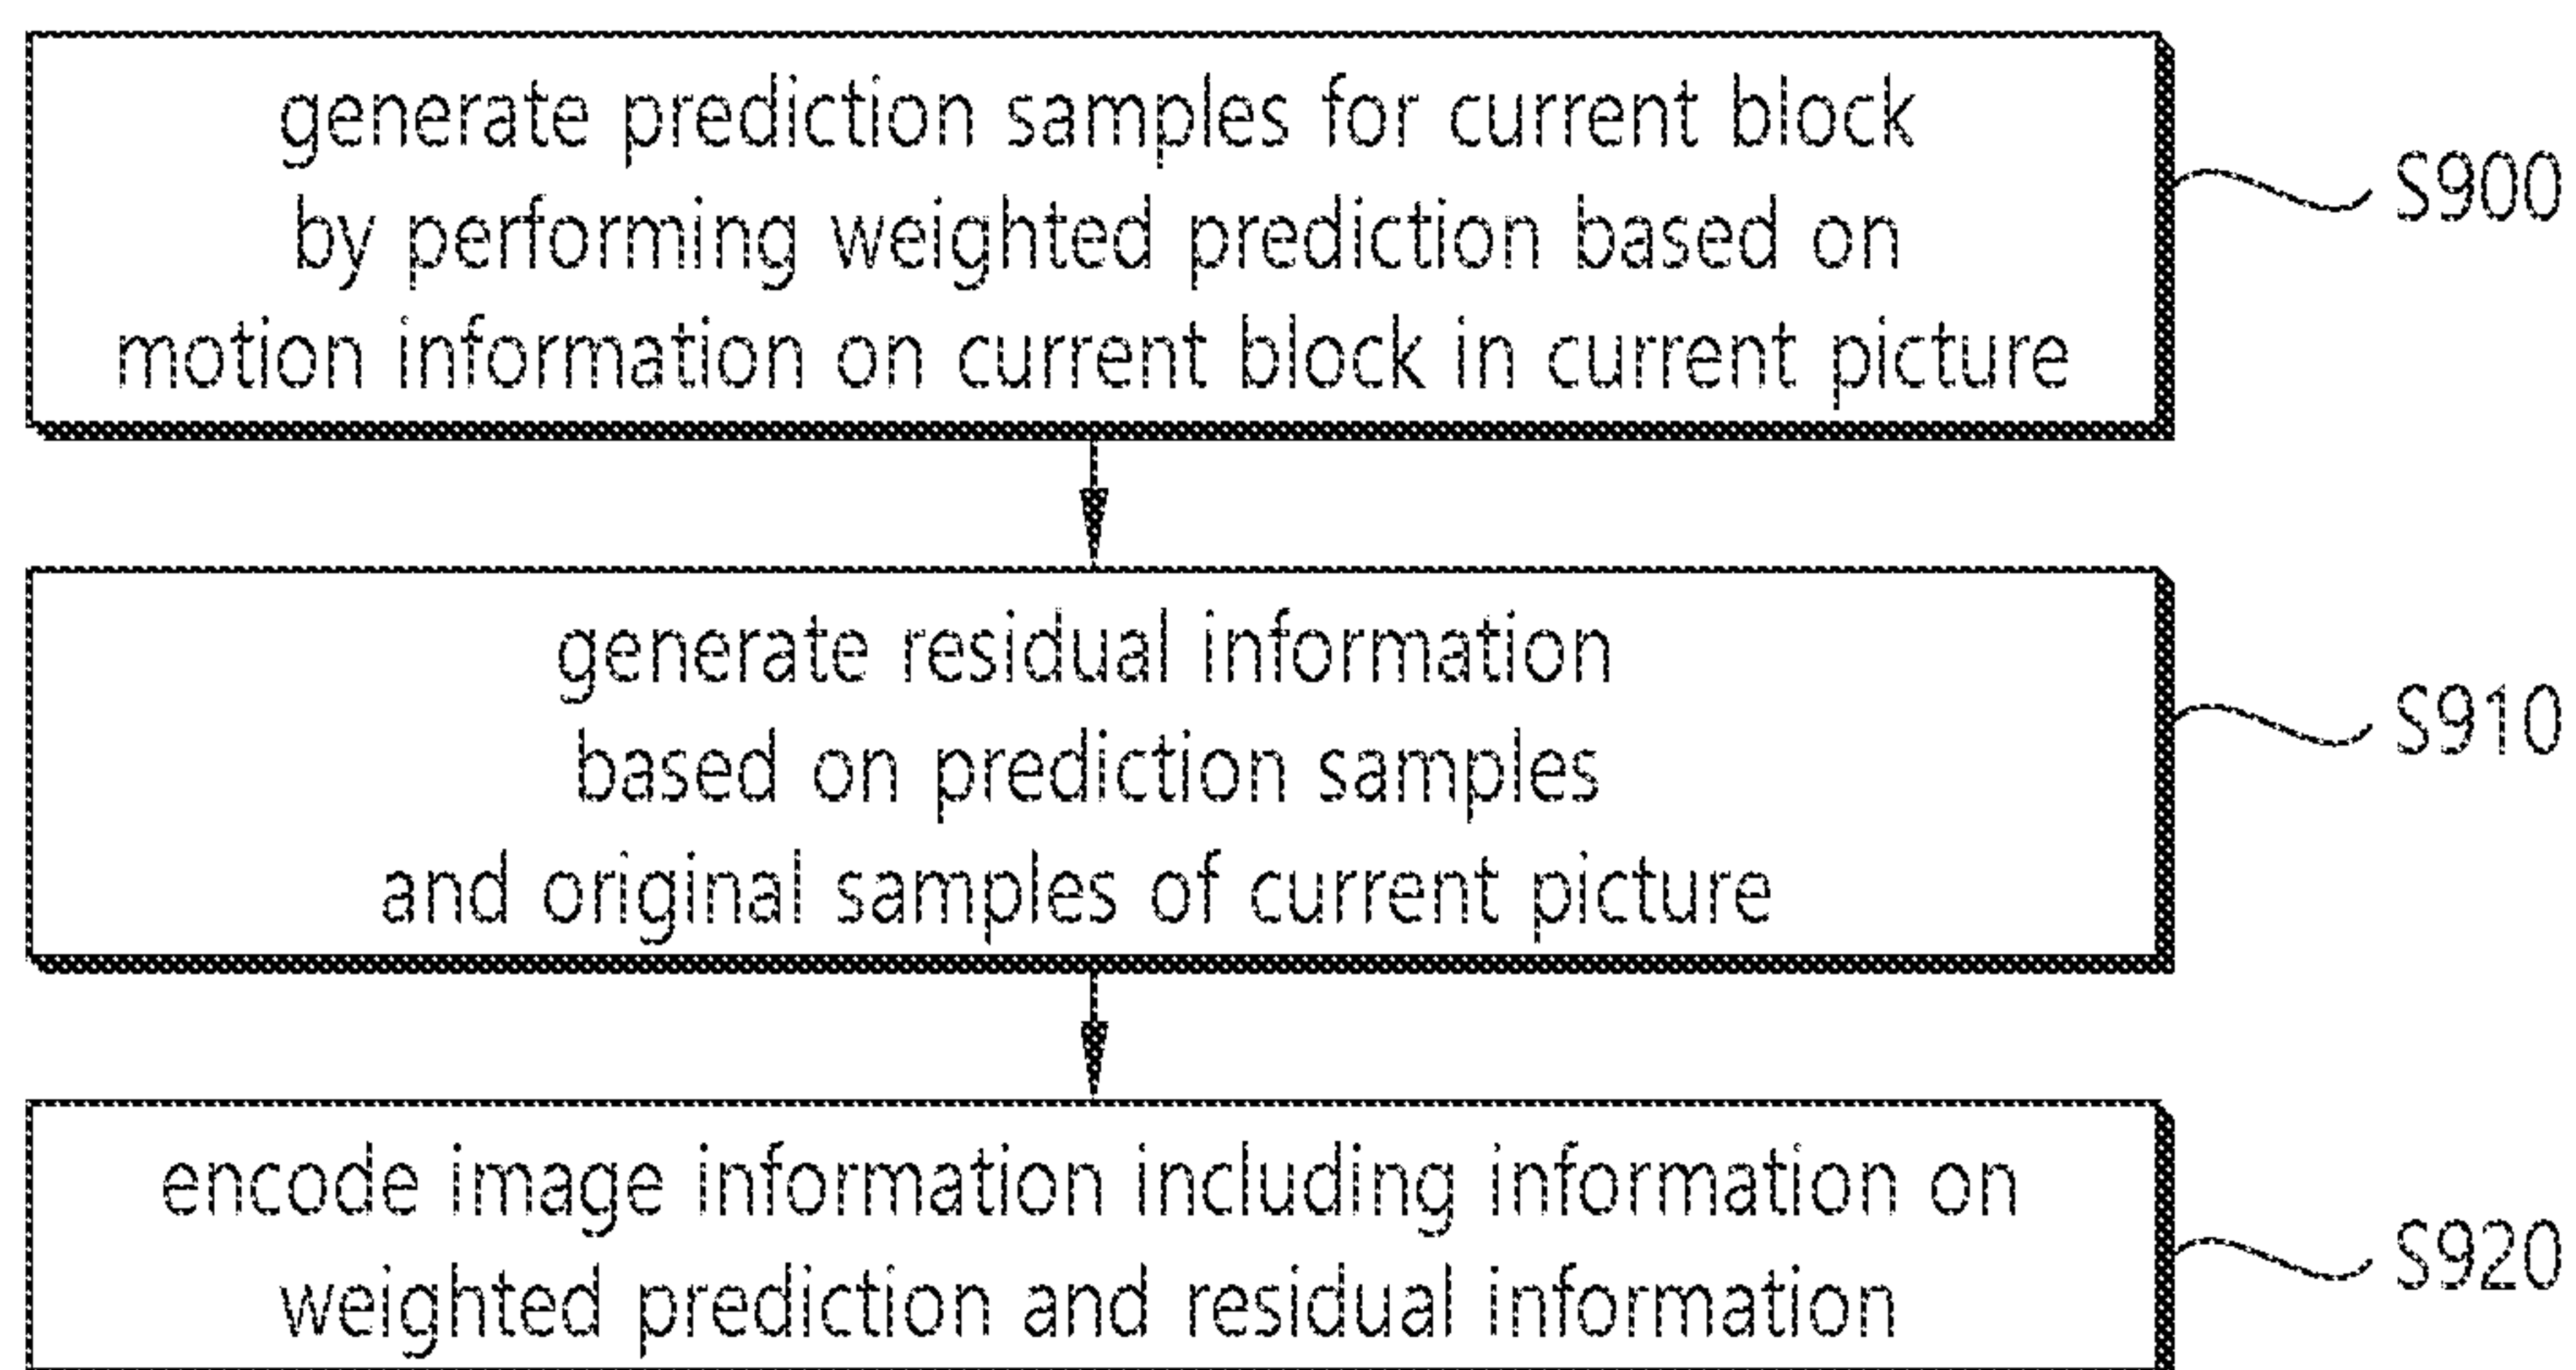 generate prediction samples for current block
by performing weighted prediction based on
motion information on current block in current picture
S900
generate residual information
based on prediction samples
and original samples of current picture
S910
encode image information including information on
weighted prediction and residual information
S920